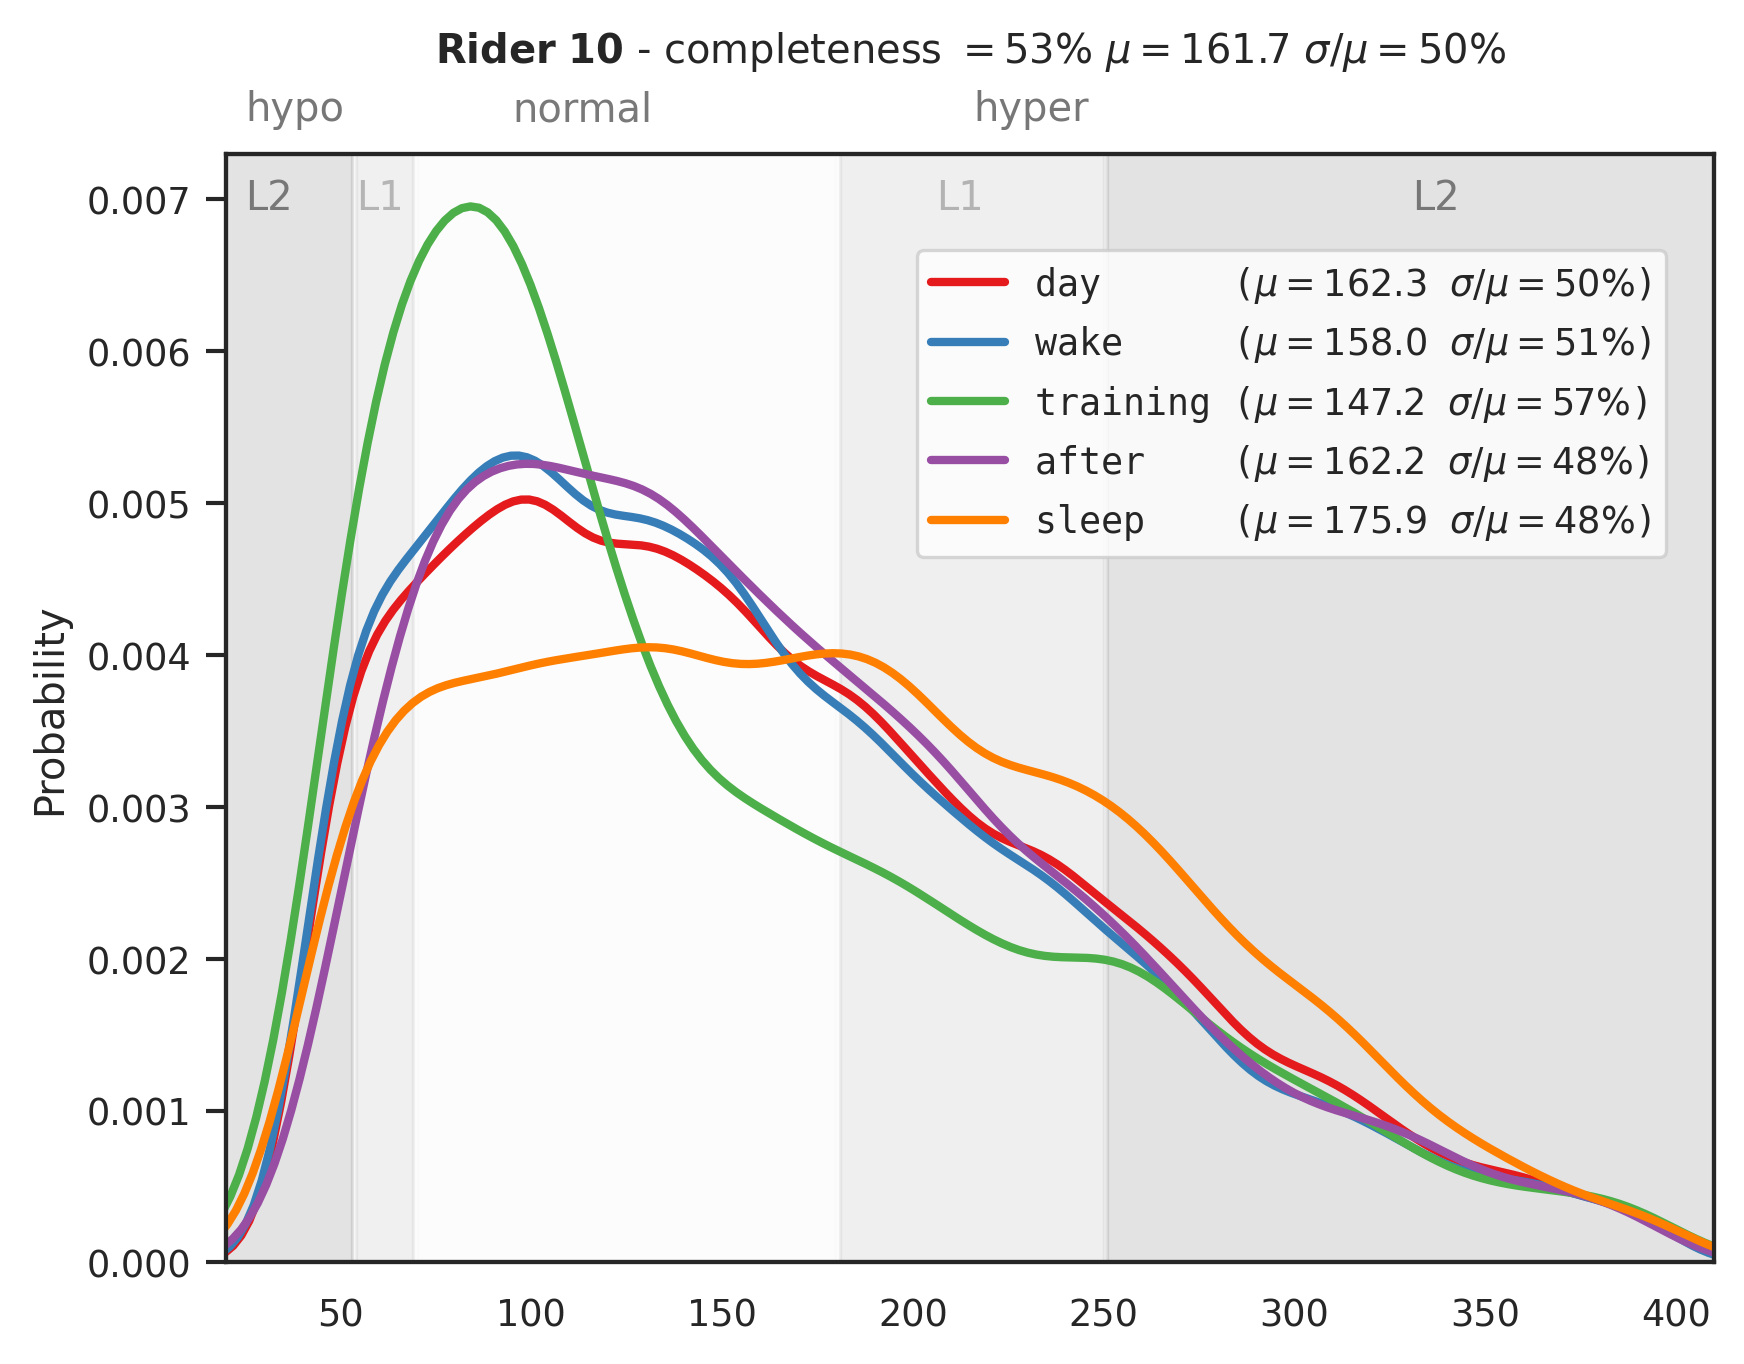 Rider 10 - completeness = 53% μ = 161.7 σ/μ = 50%
hypo normal hyper
L2 L1 L1 L2
0.007
0.006
0.005
0.004
0.003
0.002
0.001
0.000
Probability
day (μ = 162.3 σ/μ = 50%)
wake (μ = 158.0 σ/μ = 51%)
training (μ = 147.2 σ/μ = 57%)
after (μ = 162.2 σ/μ = 48%)
sleep (μ = 175.9 σ/μ = 48%)
50 100 150 200 250 300 350 400